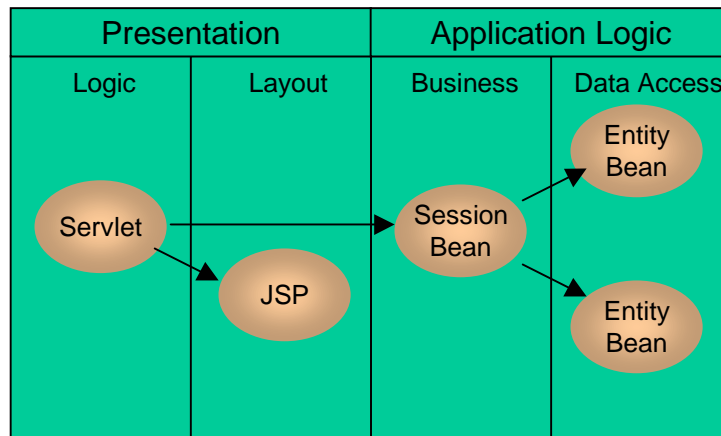 Presentation
Application Logic
Logic
Layout
Business
Data Access
Entity
Bean
Servlet
Session
Bean
JSP
Entity
Bean